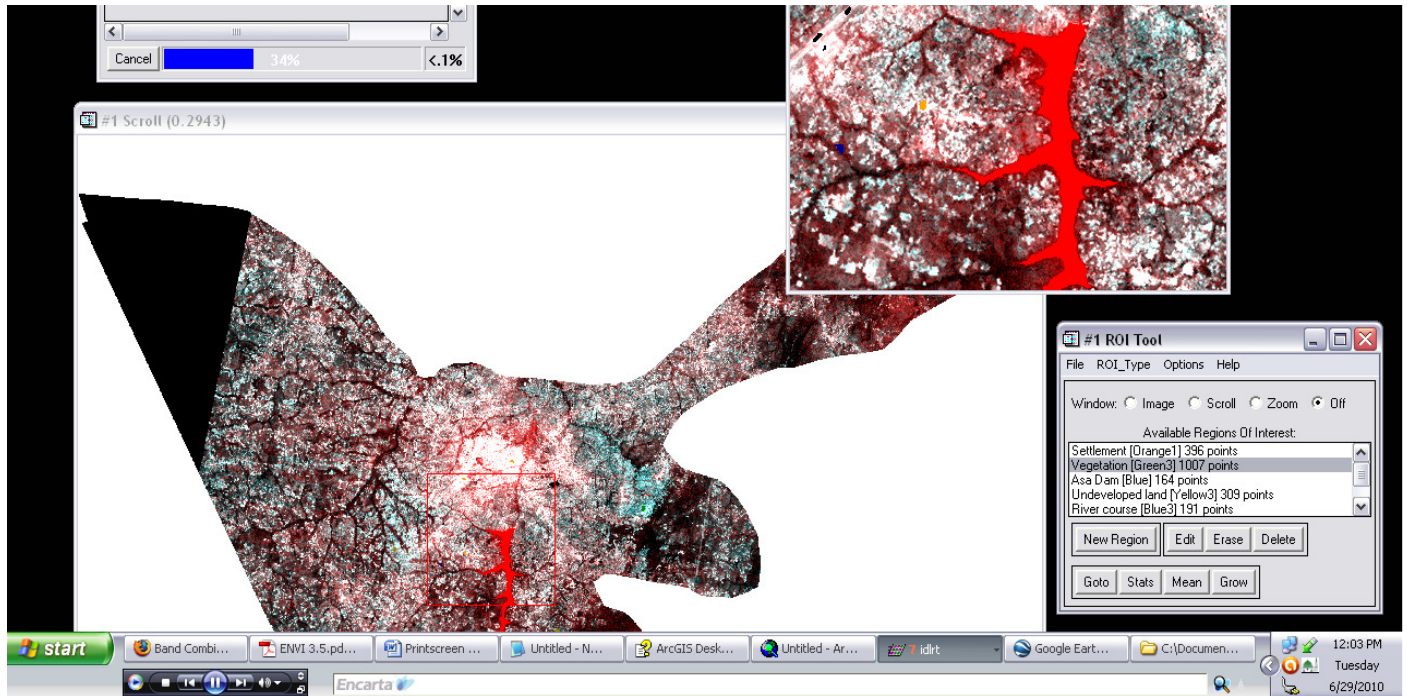 Cancel 34% <.1%
#1 Scroll (0.2943)
#1 ROI Tool
File ROI_Type Options Help
Window: Image Scroll Zoom Off
Available Regions Of Interest:
Settlement [Orange1] 396 points
Vegetation [Green3] 1007 points
Asa Dam [Blue] 164 points
Undeveloped land [Yellow3] 309 points
River course [Blue3] 191 points
New Region Edit Erase Delete
Goto Stats Mean Grow
start Band Combi... ENVI 3.5.pd... Printscreen ... Untitled - N... ArcGIS Desk... Untitled - Ar... 7 idlrt Google Eart... C:\Documen... 12:03 PM
Tuesday
Encarta 6/29/2010